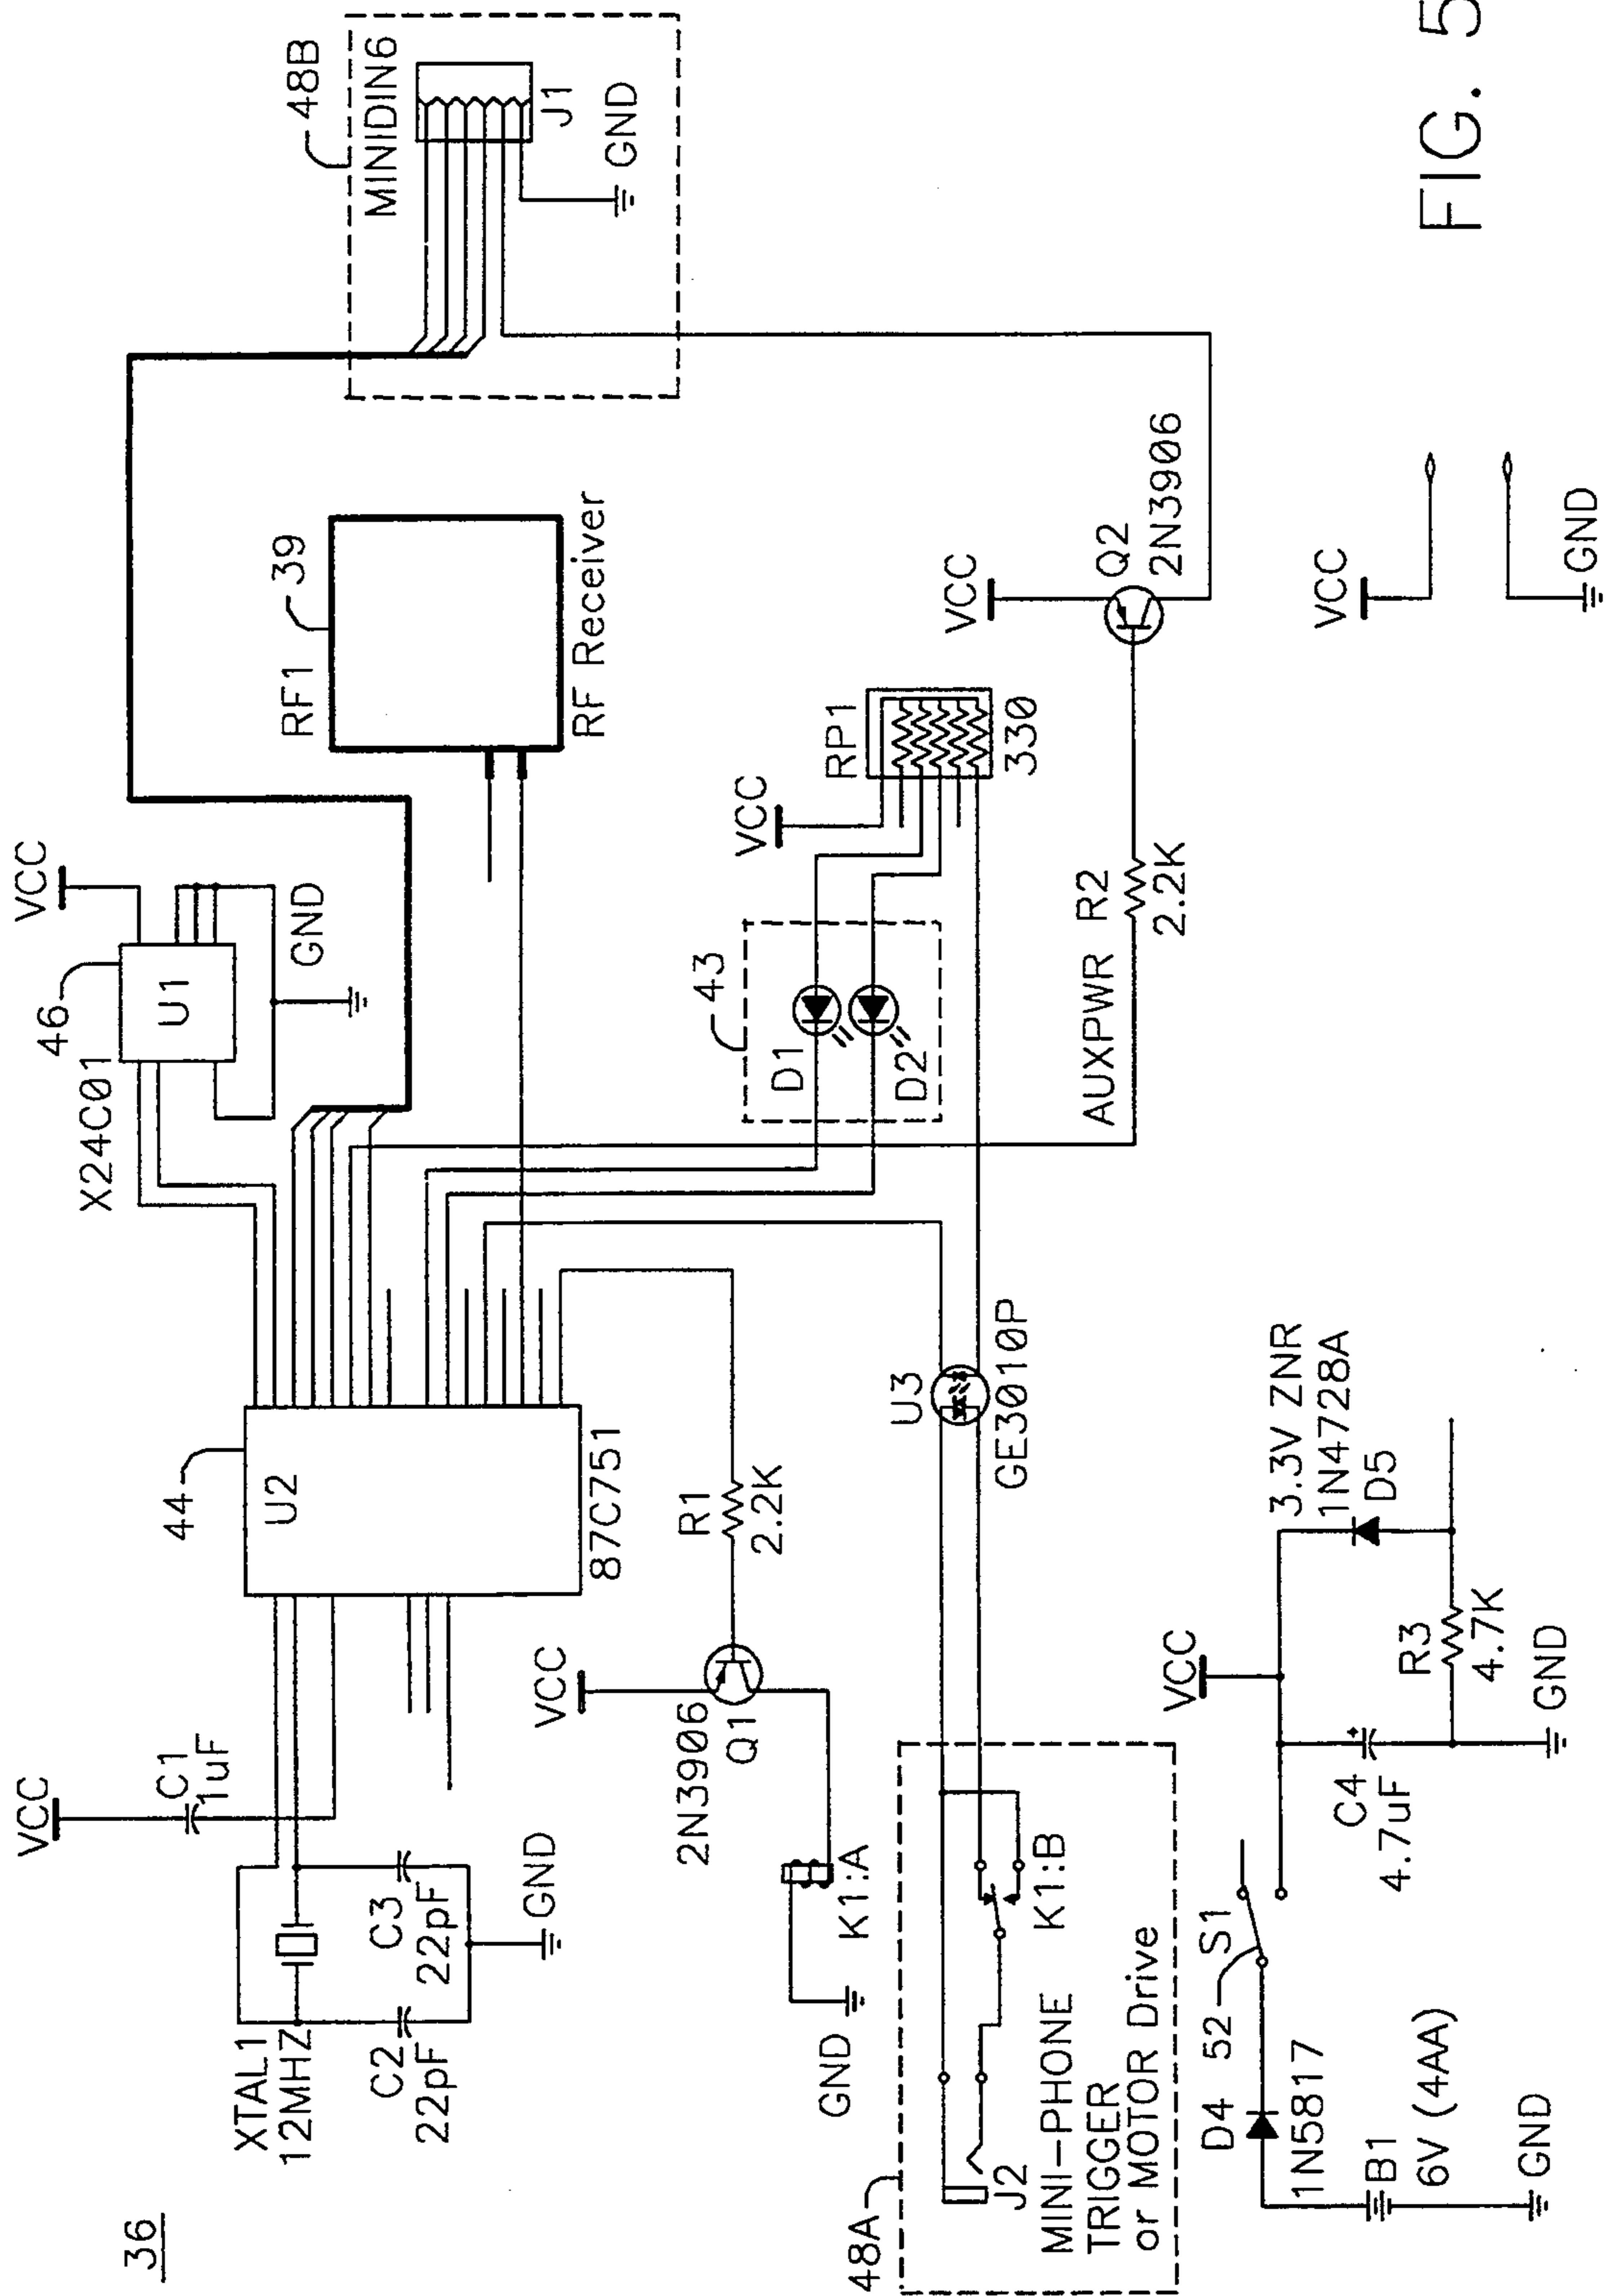 36
XTAL1
12MHZ
C2
22pF
C3
22pF
GND
VCC
C1
1uF
44
U2
87C751
X24C01
46
U1
VCC
GND
RF1
39
RF Receiver
48B
MINIDIN6
J1
GND
VCC
2N3906
Q1
R1
2.2K
K1:A
GND
43
D1
D2
VCC
RP1
330
AUXPWR R2
2.2K
VCC
Q2
2N3906
U3
GE3010P
48A
J2
MINI-PHONE
TRIGGER
or MOTOR Drive
K1:B
D4
1N5817
52
S1
B1
6V (4AA)
GND
VCC
C4
+
4.7uF
3.3V ZNR
1N4728A
D5
R3
4.7K
GND
VCC
GND
FIG. 5